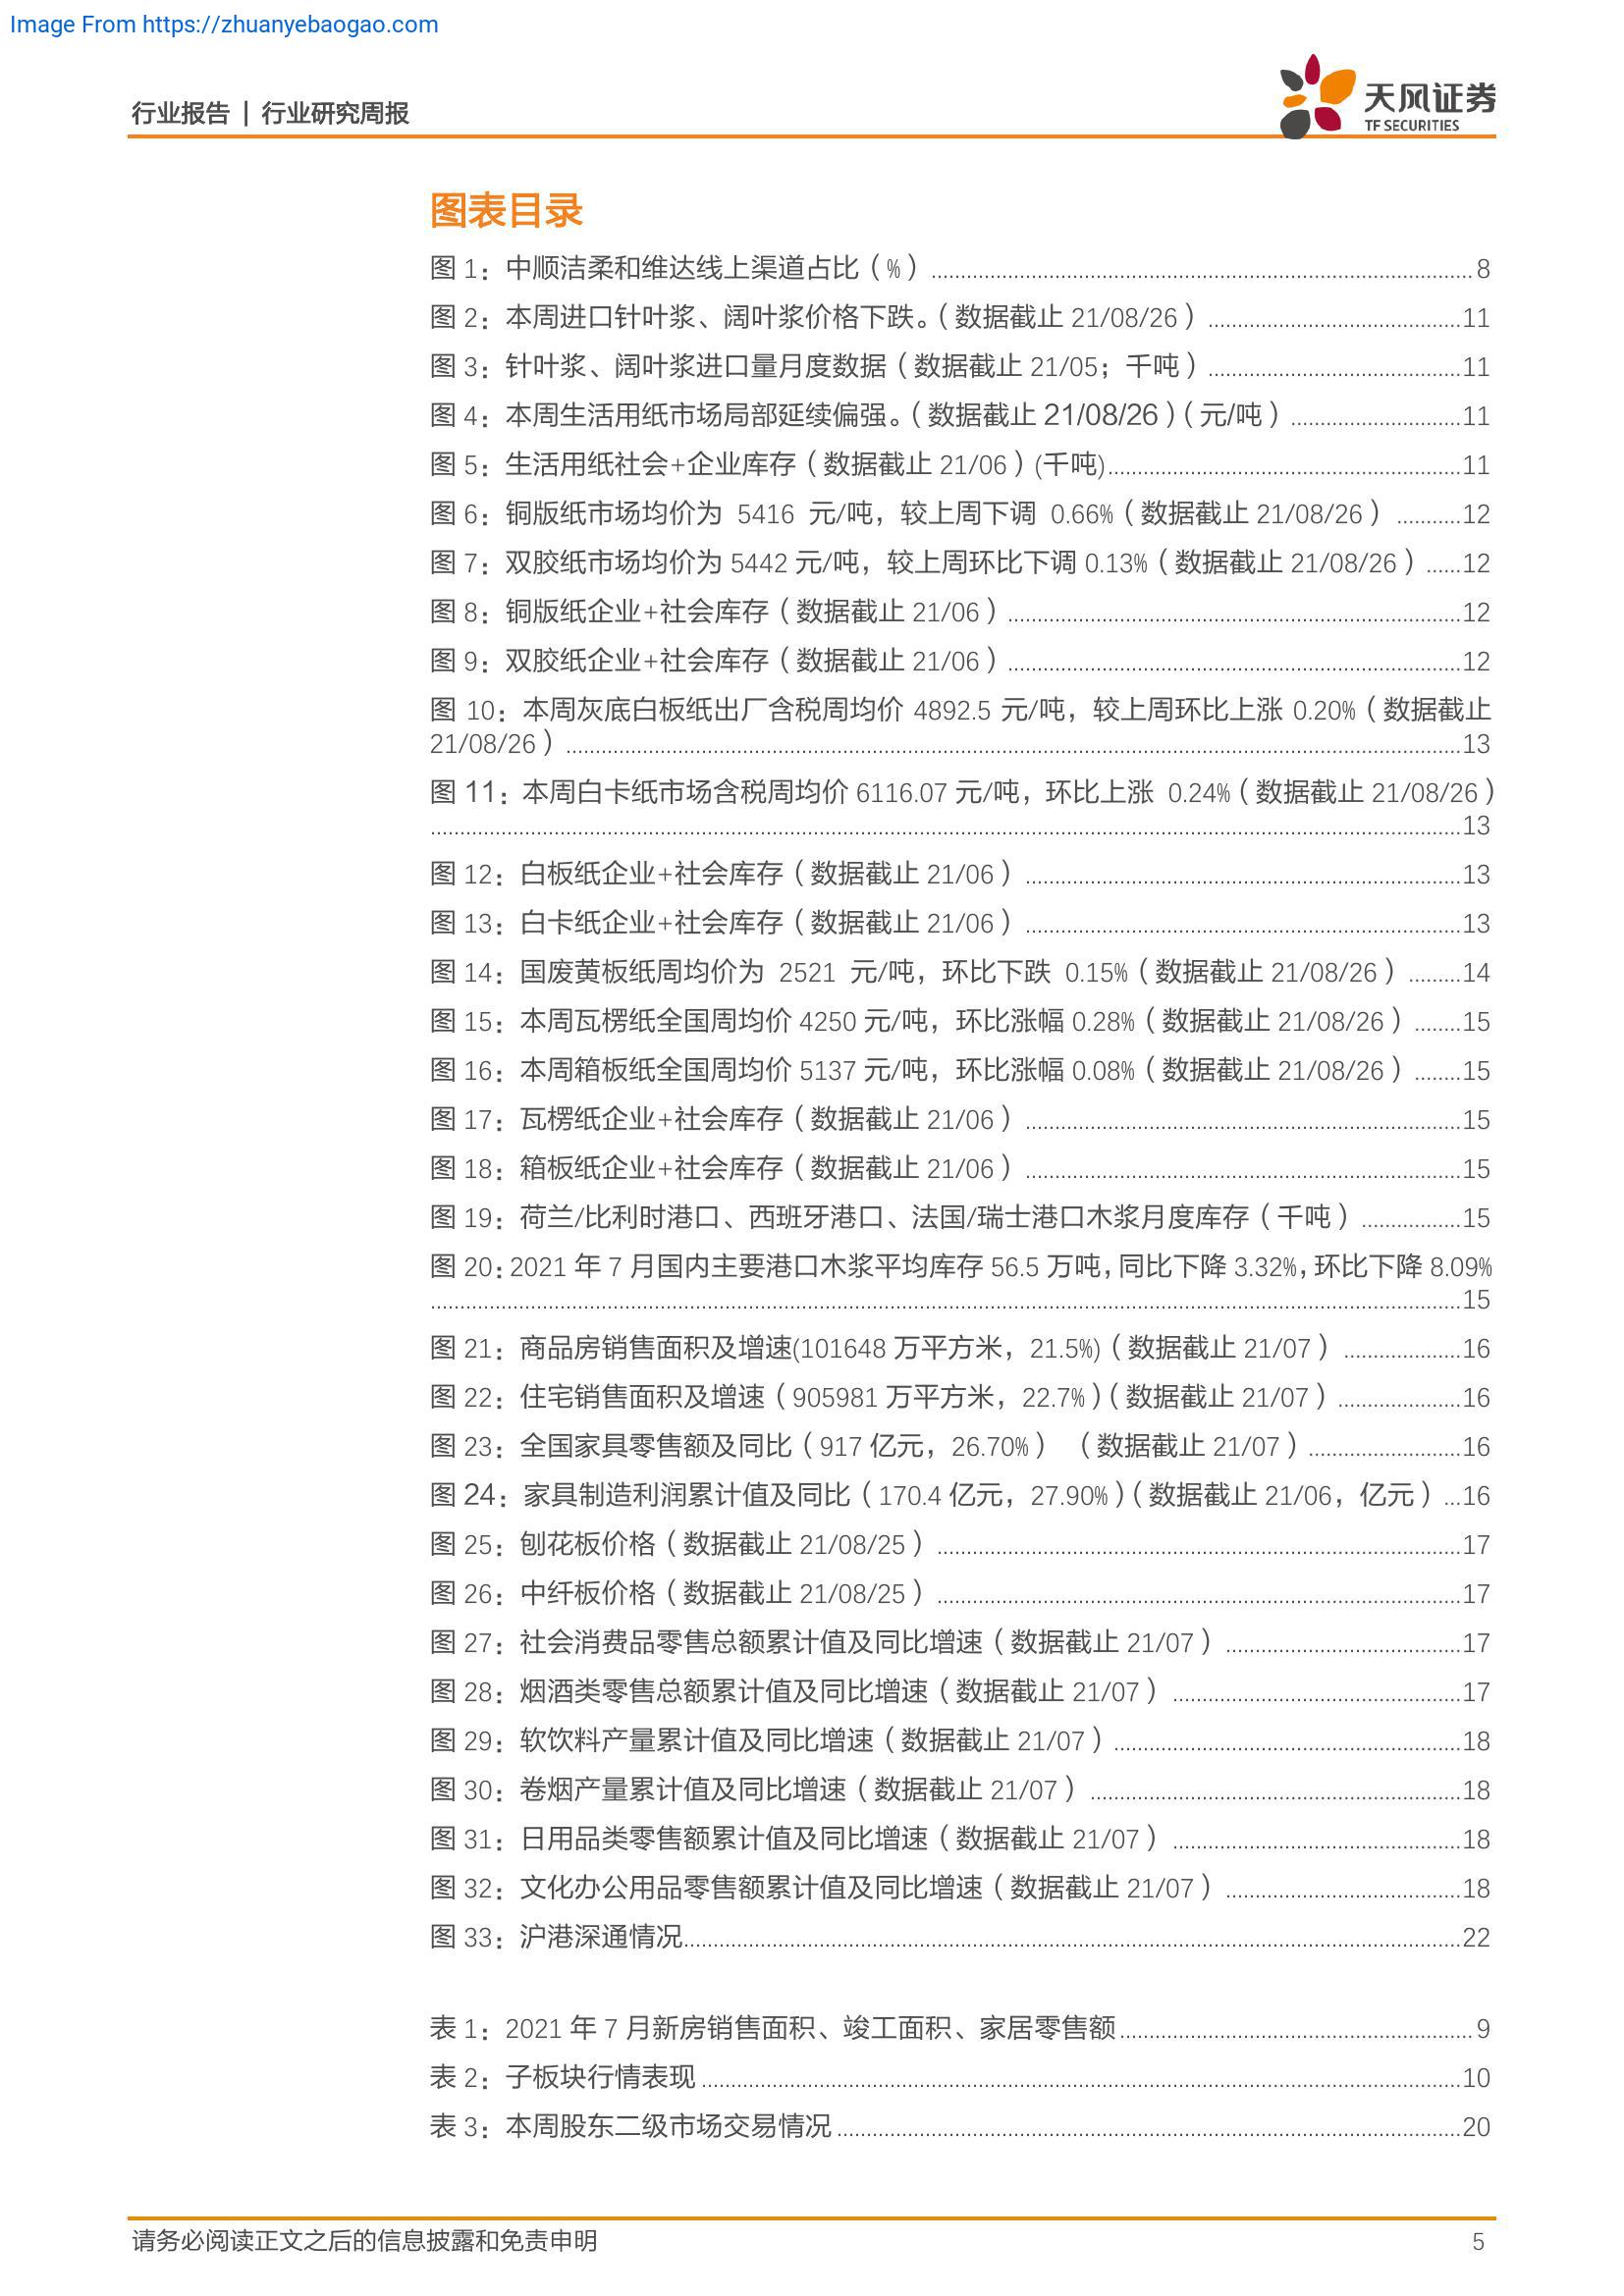 Image From https://zhuanyebaogao.com
行业报告 | 行业研究周报
天风证券
TF SECURITIES
图表目录
图 1：中顺洁柔和维达线上渠道占比（%）........8
图 2：本周进口针叶浆、阔叶浆价格下跌。（数据截止 21/08/26）........11
图 3：针叶浆、阔叶浆进口量月度数据（数据截止 21/05；千吨）........11
图 4：本周生活用纸市场局部延续偏强。（数据截止 21/08/26）（元/吨）........11
图 5：生活用纸社会+企业库存（数据截止 21/06）(千吨)........11
图 6：铜版纸市场均价为 5416 元/吨，较上周下调 0.66%（数据截止 21/08/26）........12
图 7：双胶纸市场均价为 5442 元/吨，较上周环比下调 0.13%（数据截止 21/08/26）......12
图 8：铜版纸企业+社会库存（数据截止 21/06）........12
图 9：双胶纸企业+社会库存（数据截止 21/06）........12
图 10：本周灰底白板纸出厂含税周均价 4892.5 元/吨，较上周环比上涨 0.20%（数据截止
21/08/26）........13
图 11：本周白卡纸市场含税周均价 6116.07 元/吨，环比上涨 0.24%（数据截止 21/08/26）
........13
图 12：白板纸企业+社会库存（数据截止 21/06）........13
图 13：白卡纸企业+社会库存（数据截止 21/06）........13
图 14：国废黄板纸周均价为 2521 元/吨，环比下跌 0.15%（数据截止 21/08/26）........14
图 15：本周瓦楞纸全国周均价 4250 元/吨，环比涨幅 0.28%（数据截止 21/08/26）........15
图 16：本周箱板纸全国周均价 5137 元/吨，环比涨幅 0.08%（数据截止 21/08/26）........15
图 17：瓦楞纸企业+社会库存（数据截止 21/06）........15
图 18：箱板纸企业+社会库存（数据截止 21/06）........15
图 19：荷兰/比利时港口、西班牙港口、法国/瑞士港口木浆月度库存（千吨）........15
图 20：2021 年 7 月国内主要港口木浆平均库存 56.5 万吨，同比下降 3.32%，环比下降 8.09%
........15
图 21：商品房销售面积及增速(101648 万平方米，21.5%)（数据截止 21/07）........16
图 22：住宅销售面积及增速（905981 万平方米，22.7%）（数据截止 21/07）........16
图 23：全国家具零售额及同比（917 亿元，26.70%） （数据截止 21/07）........16
图 24：家具制造利润累计值及同比（170.4 亿元，27.90%）（数据截止 21/06，亿元）...16
图 25：刨花板价格（数据截止 21/08/25）........17
图 26：中纤板价格（数据截止 21/08/25）........17
图 27：社会消费品零售总额累计值及同比增速（数据截止 21/07）........17
图 28：烟酒类零售总额累计值及同比增速（数据截止 21/07）........17
图 29：软饮料产量累计值及同比增速（数据截止 21/07）........18
图 30：卷烟产量累计值及同比增速（数据截止 21/07）........18
图 31：日用品类零售额累计值及同比增速（数据截止 21/07）........18
图 32：文化办公用品零售额累计值及同比增速（数据截止 21/07）........18
图 33：沪港深通情况........22
表 1：2021 年 7 月新房销售面积、竣工面积、家居零售额........9
表 2：子板块行情表现........10
表 3：本周股东二级市场交易情况........20
请务必阅读正文之后的信息披露和免责申明
5